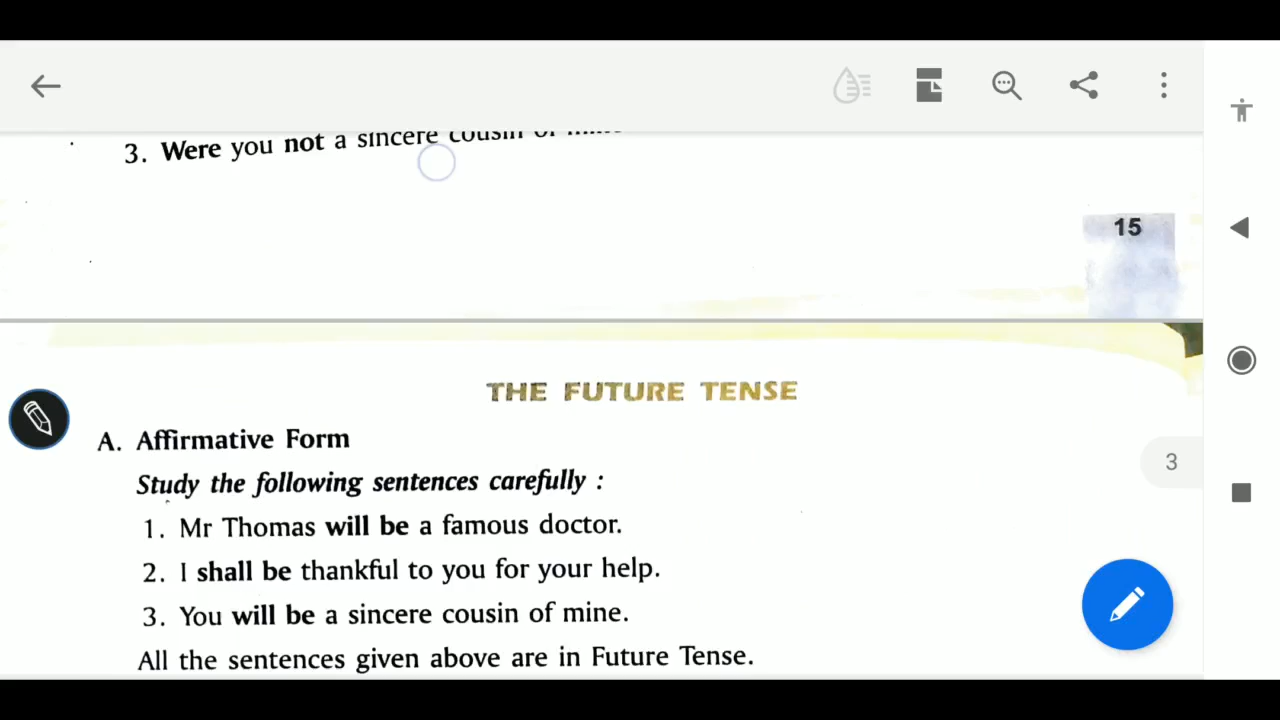 3. Were you not a sincere cousin of
15
THE FUTURE TENSE
A. Affirmative Form
Study the following sentences carefully :
1. Mr Thomas will be a famous doctor.
2. I shall be thankful to you for your help.
3. You will be a sincere cousin of mine.
All the sentences given above are in Future Tense.
3